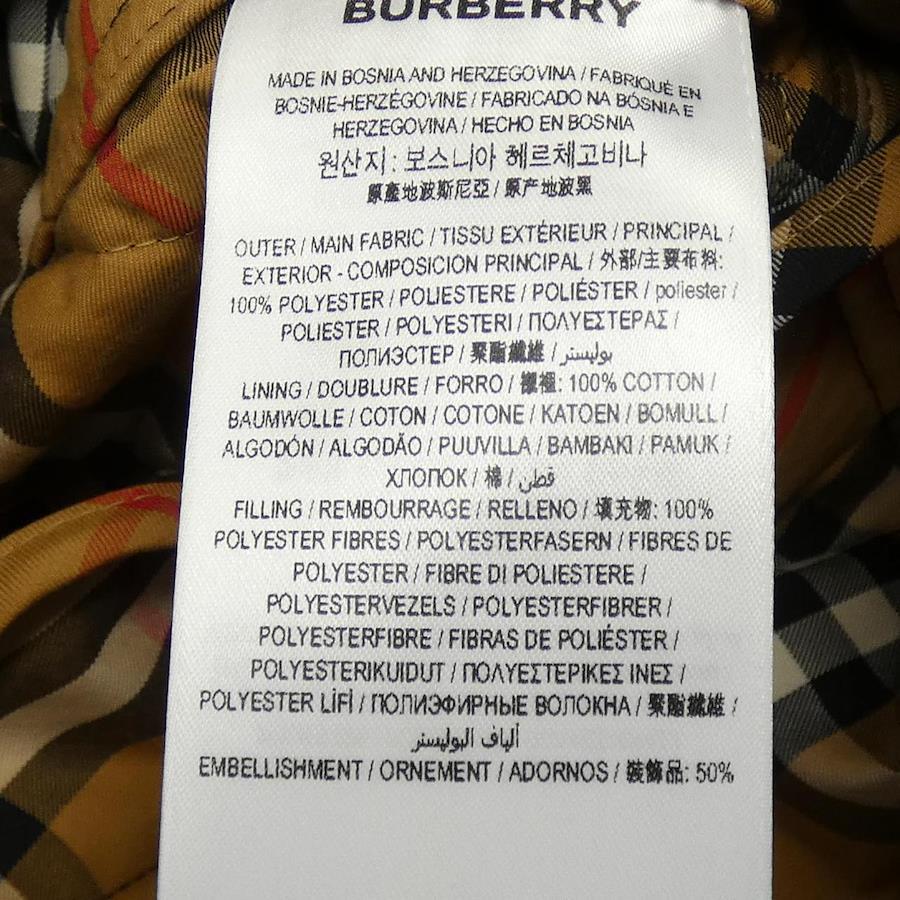 BURBERRY
MADE IN BOSNIA AND HERZEGOVINA / FABRIQUÉ EN
BOSNIE-HERZÉGOVINE / FABRICADO NA BÓSNIA E
HERZEGOVINA / HECHO EN BOSNIA
원산지 : 보스니아 헤르체고비나
原產地波斯尼亞 / 原产地波黑
OUTER / MAIN FABRIC / TISSU EXTÉRIEUR / PRINCIPAL /
EXTERIOR - COMPOSICION PRINCIPAL / 外部/主要布料:
100% POLYESTER / POLIESTERE / POLIÉSTER / poliester /
POLIESTER / POLYESTERI / ΠΟΛΥΕΣΤΕΡΑΣ /
ПОЛИЭСТЕР / 聚酯纖維 / بوليستر
LINING / DOUBLURE / FORRO / 襯裡: 100% COTTON /
BAUMWOLLE / COTON / COTONE / KATOEN / BOMULL /
ALGODÓN / ALGODÃO / PUUVILLA / BAMBAKI / PAMUK /
ХЛОПОК / 棉 / قطن
FILLING / REMBOURRAGE / RELLENO / 填充物: 100%
POLYESTER FIBRES / POLYESTERFASERN / FIBRES DE
POLYESTER / FIBRE DI POLIESTERE /
POLYESTERVEZELS / POLYESTERFIBRER /
POLYESTERFIBRE / FIBRAS DE POLIÉSTER /
POLYESTERIKUIDUT / ΠΟΛΥΕΣΤΕΡΙΚΕΣ ΙΝΕΣ /
POLYESTER LİFİ / ПОЛИЭФИРНЫЕ ВОЛОКНА / 聚酯纖維 /
ألياف البوليستر
EMBELLISHMENT / ORNEMENT / ADORNOS / 裝飾品: 50%